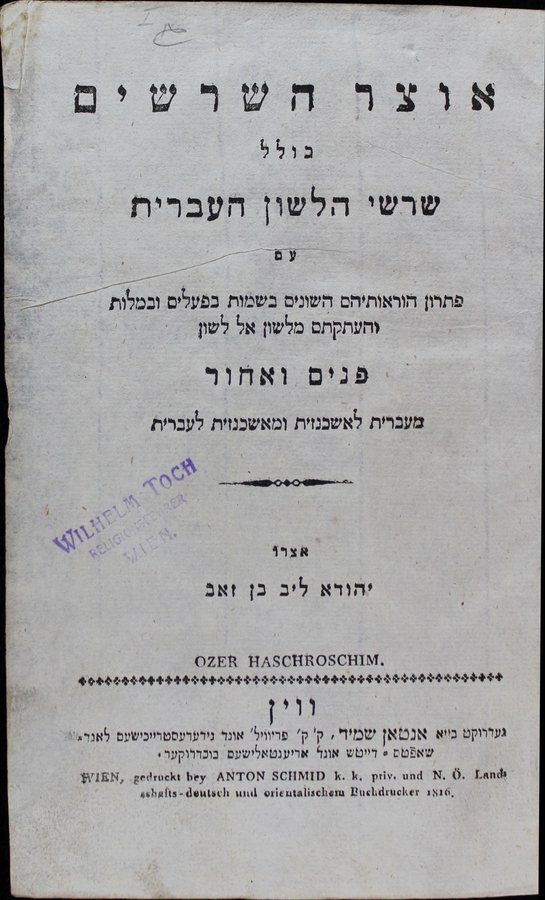 אוצר השרשים
כולל
שרשי הלשון העברית
עם
פתרון הוראותיהם השונים בשמות בפעלים ובמלות
והעתקתם מלשון אל לשון
פנים ואחור
מעברית לאשכנזית ומאשכנזית לעברית
WILHELM TOCH
RELIGIONSLEHRER
WIEN.
אצרו
יהודא ליב בן זאב
OZER HASCHROSCHIM.
ווין
געדרוקט בייא אנטאן שמיד, ק' ק' פריוויל' אונד נידערעסטרייכישעם לאנד־
שאפטס ־ דייטש אונד אריענטאלישעם בוכדרוקער.
WIEN, gedruckt bey ANTON SCHMID k. k. priv. und N. Ö. Land-
schafts-deutsch und orientalischem Buchdrucker 1816.